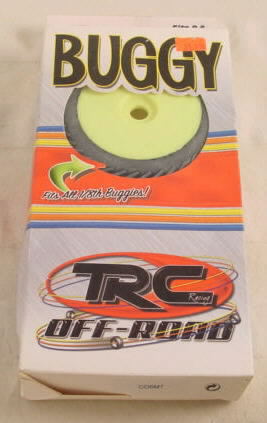 BUGGY
Fits All 1/8th Buggies!
TRC
Racing
OFF-ROAD